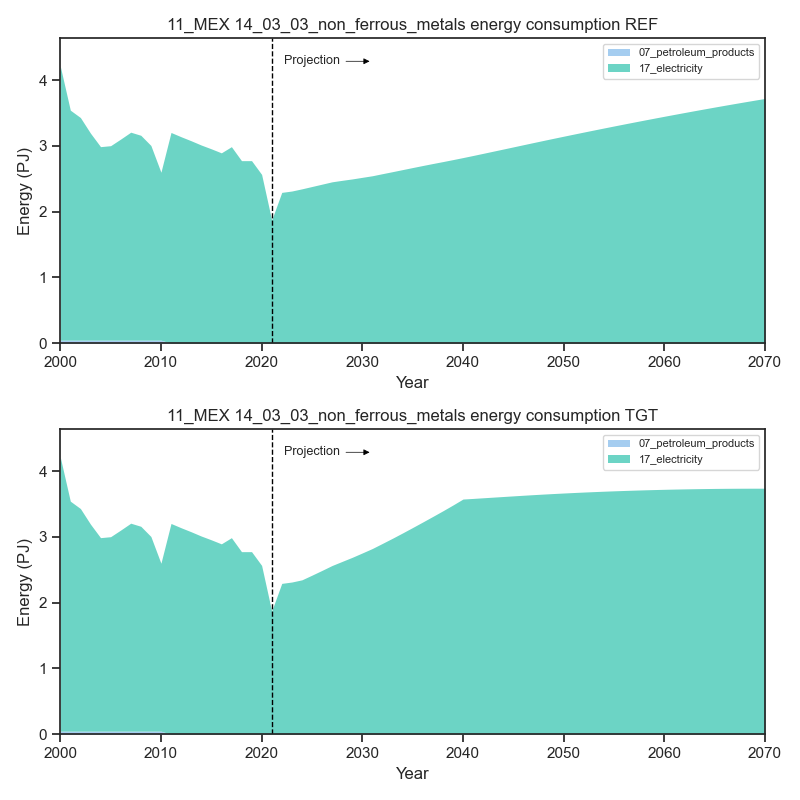 11_MEX 14_03_03_non_ferrous_metals energy consumption REF
Projection
07_petroleum_products
17_electricity
Energy (PJ)
4
3
2
1
0
2000 2010 2020 2030 2040 2050 2060 2070
Year
11_MEX 14_03_03_non_ferrous_metals energy consumption TGT
Projection
07_petroleum_products
17_electricity
Energy (PJ)
4
3
2
1
0
2000 2010 2020 2030 2040 2050 2060 2070
Year